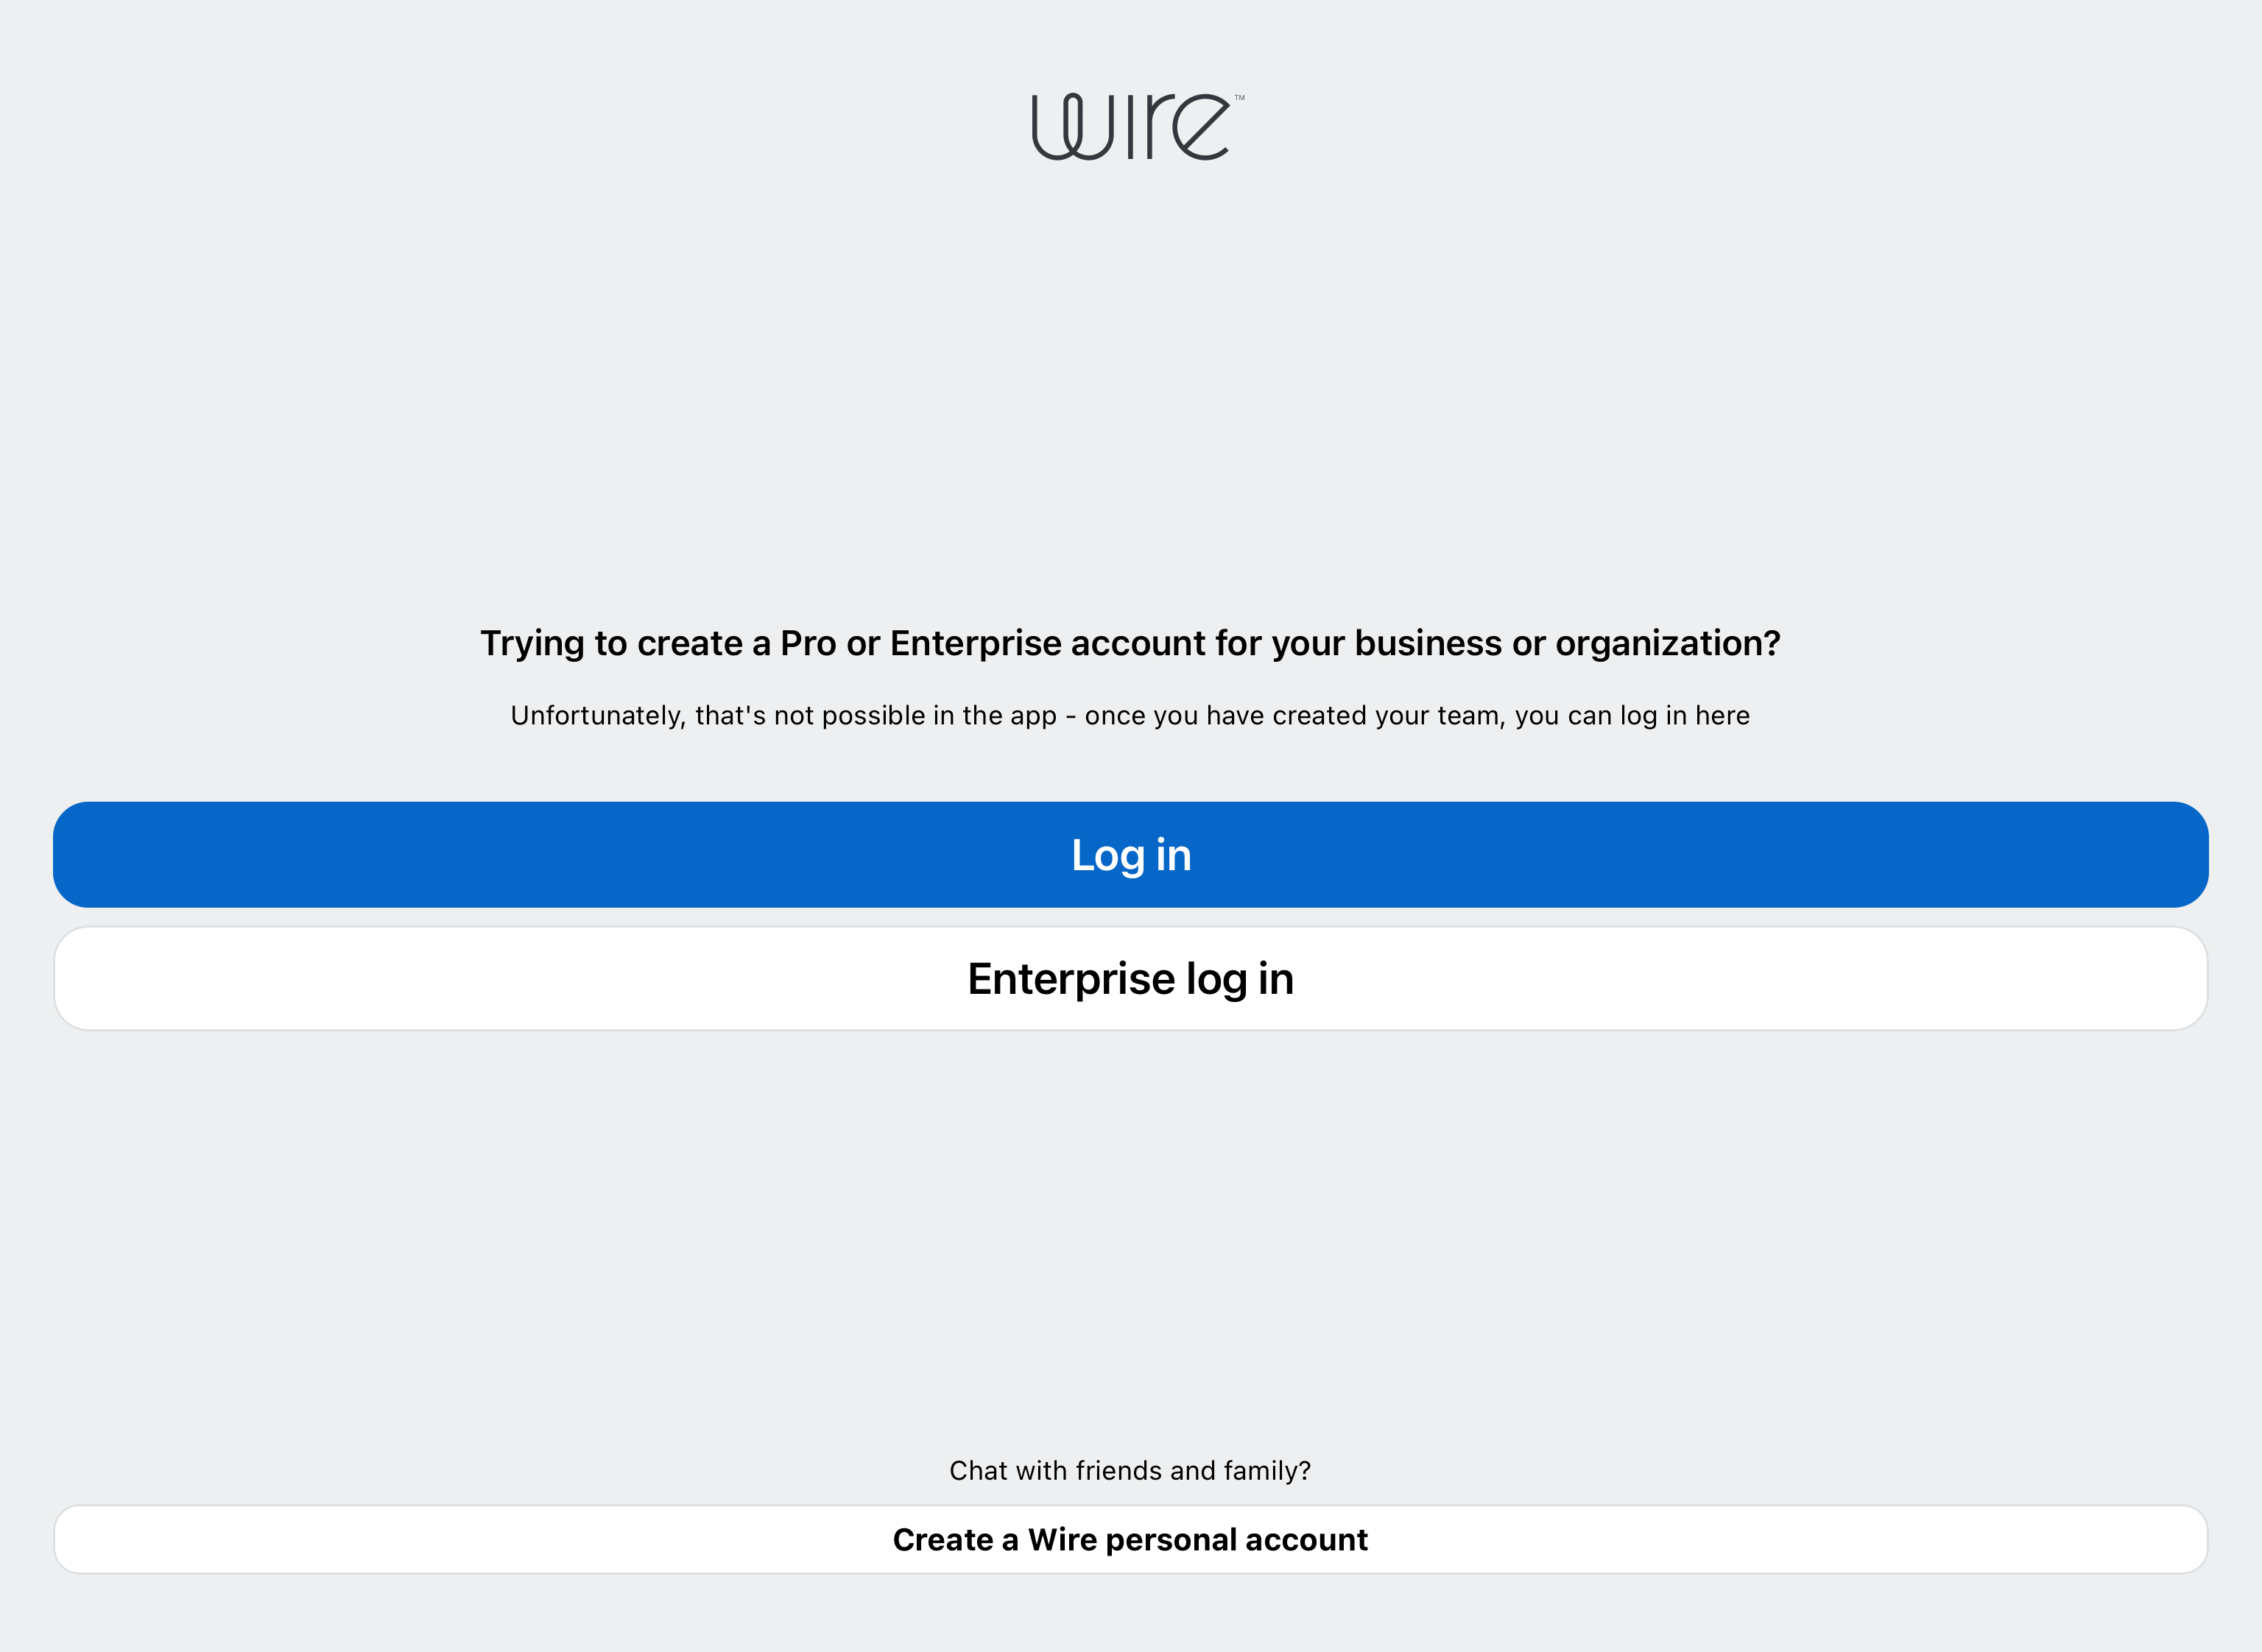 wire™
Trying to create a Pro or Enterprise account for your business or organization?
Unfortunately, that's not possible in the app - once you have created your team, you can log in here
Log in
Enterprise log in
Chat with friends and family?
Create a Wire personal account